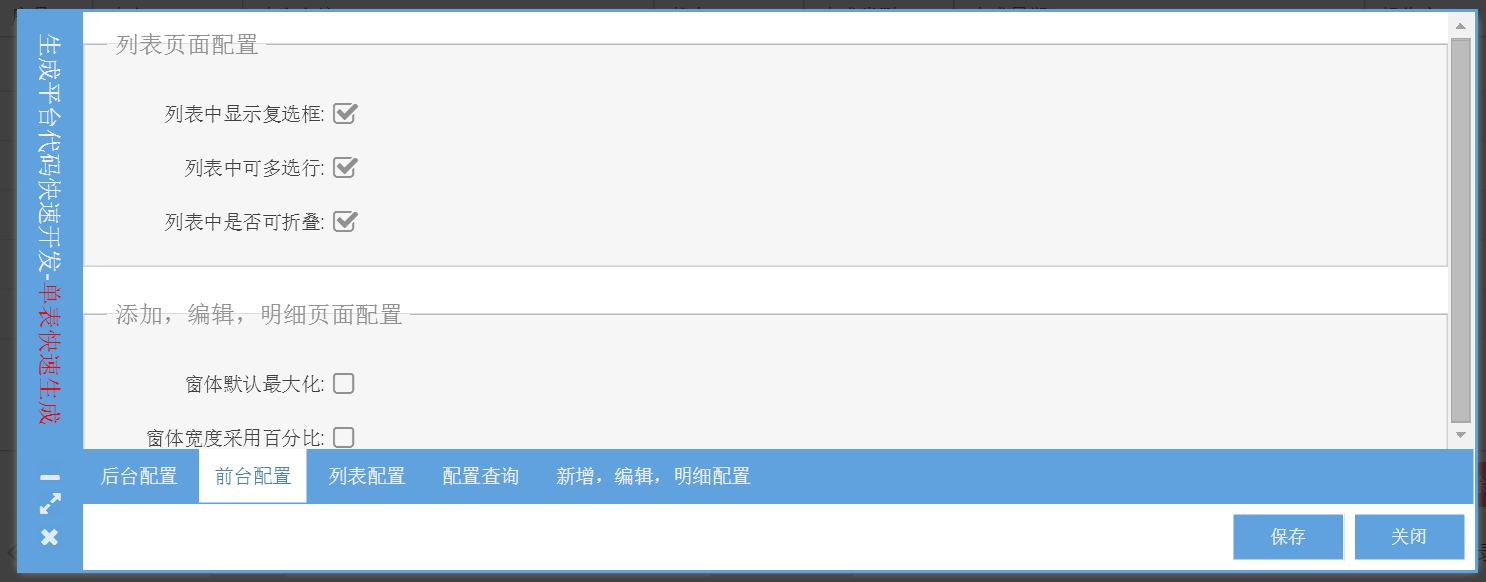 生成平台代码快速开发-单表快速生成
列表页面配置
列表中显示复选框:
列表中可多选行:
列表中是否可折叠:
添加，编辑，明细页面配置
窗体默认最大化:
窗体宽度采用百分比:
后台配置 前台配置 列表配置 配置查询 新增，编辑，明细配置
保存 关闭